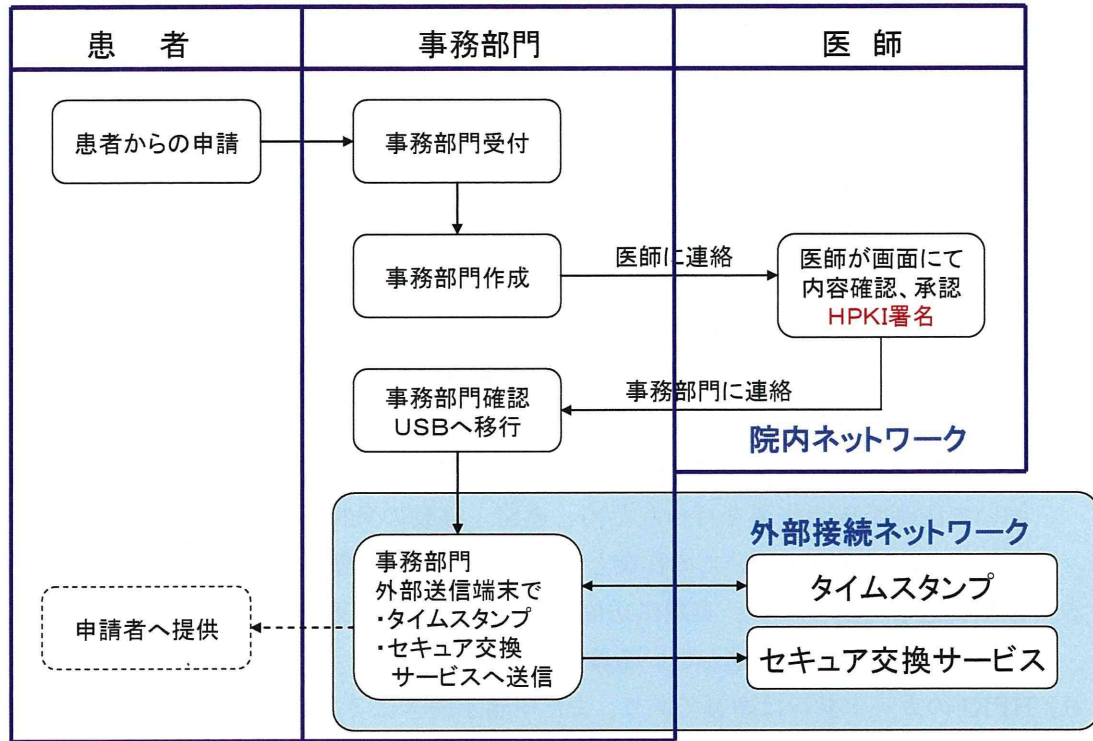 患　者
事務部門
医 師
患者からの申請
事務部門受付
事務部門作成
医師に連絡
医師が画面にて
内容確認、承認
ＨＰＫＩ署名
事務部門に連絡
事務部門確認
ＵＳＢへ移行
院内ネットワーク
外部接続ネットワーク
事務部門
外部送信端末で
・タイムスタンプ
・セキュア交換
サービスへ送信
タイムスタンプ
セキュア交換サービス
申請者へ提供